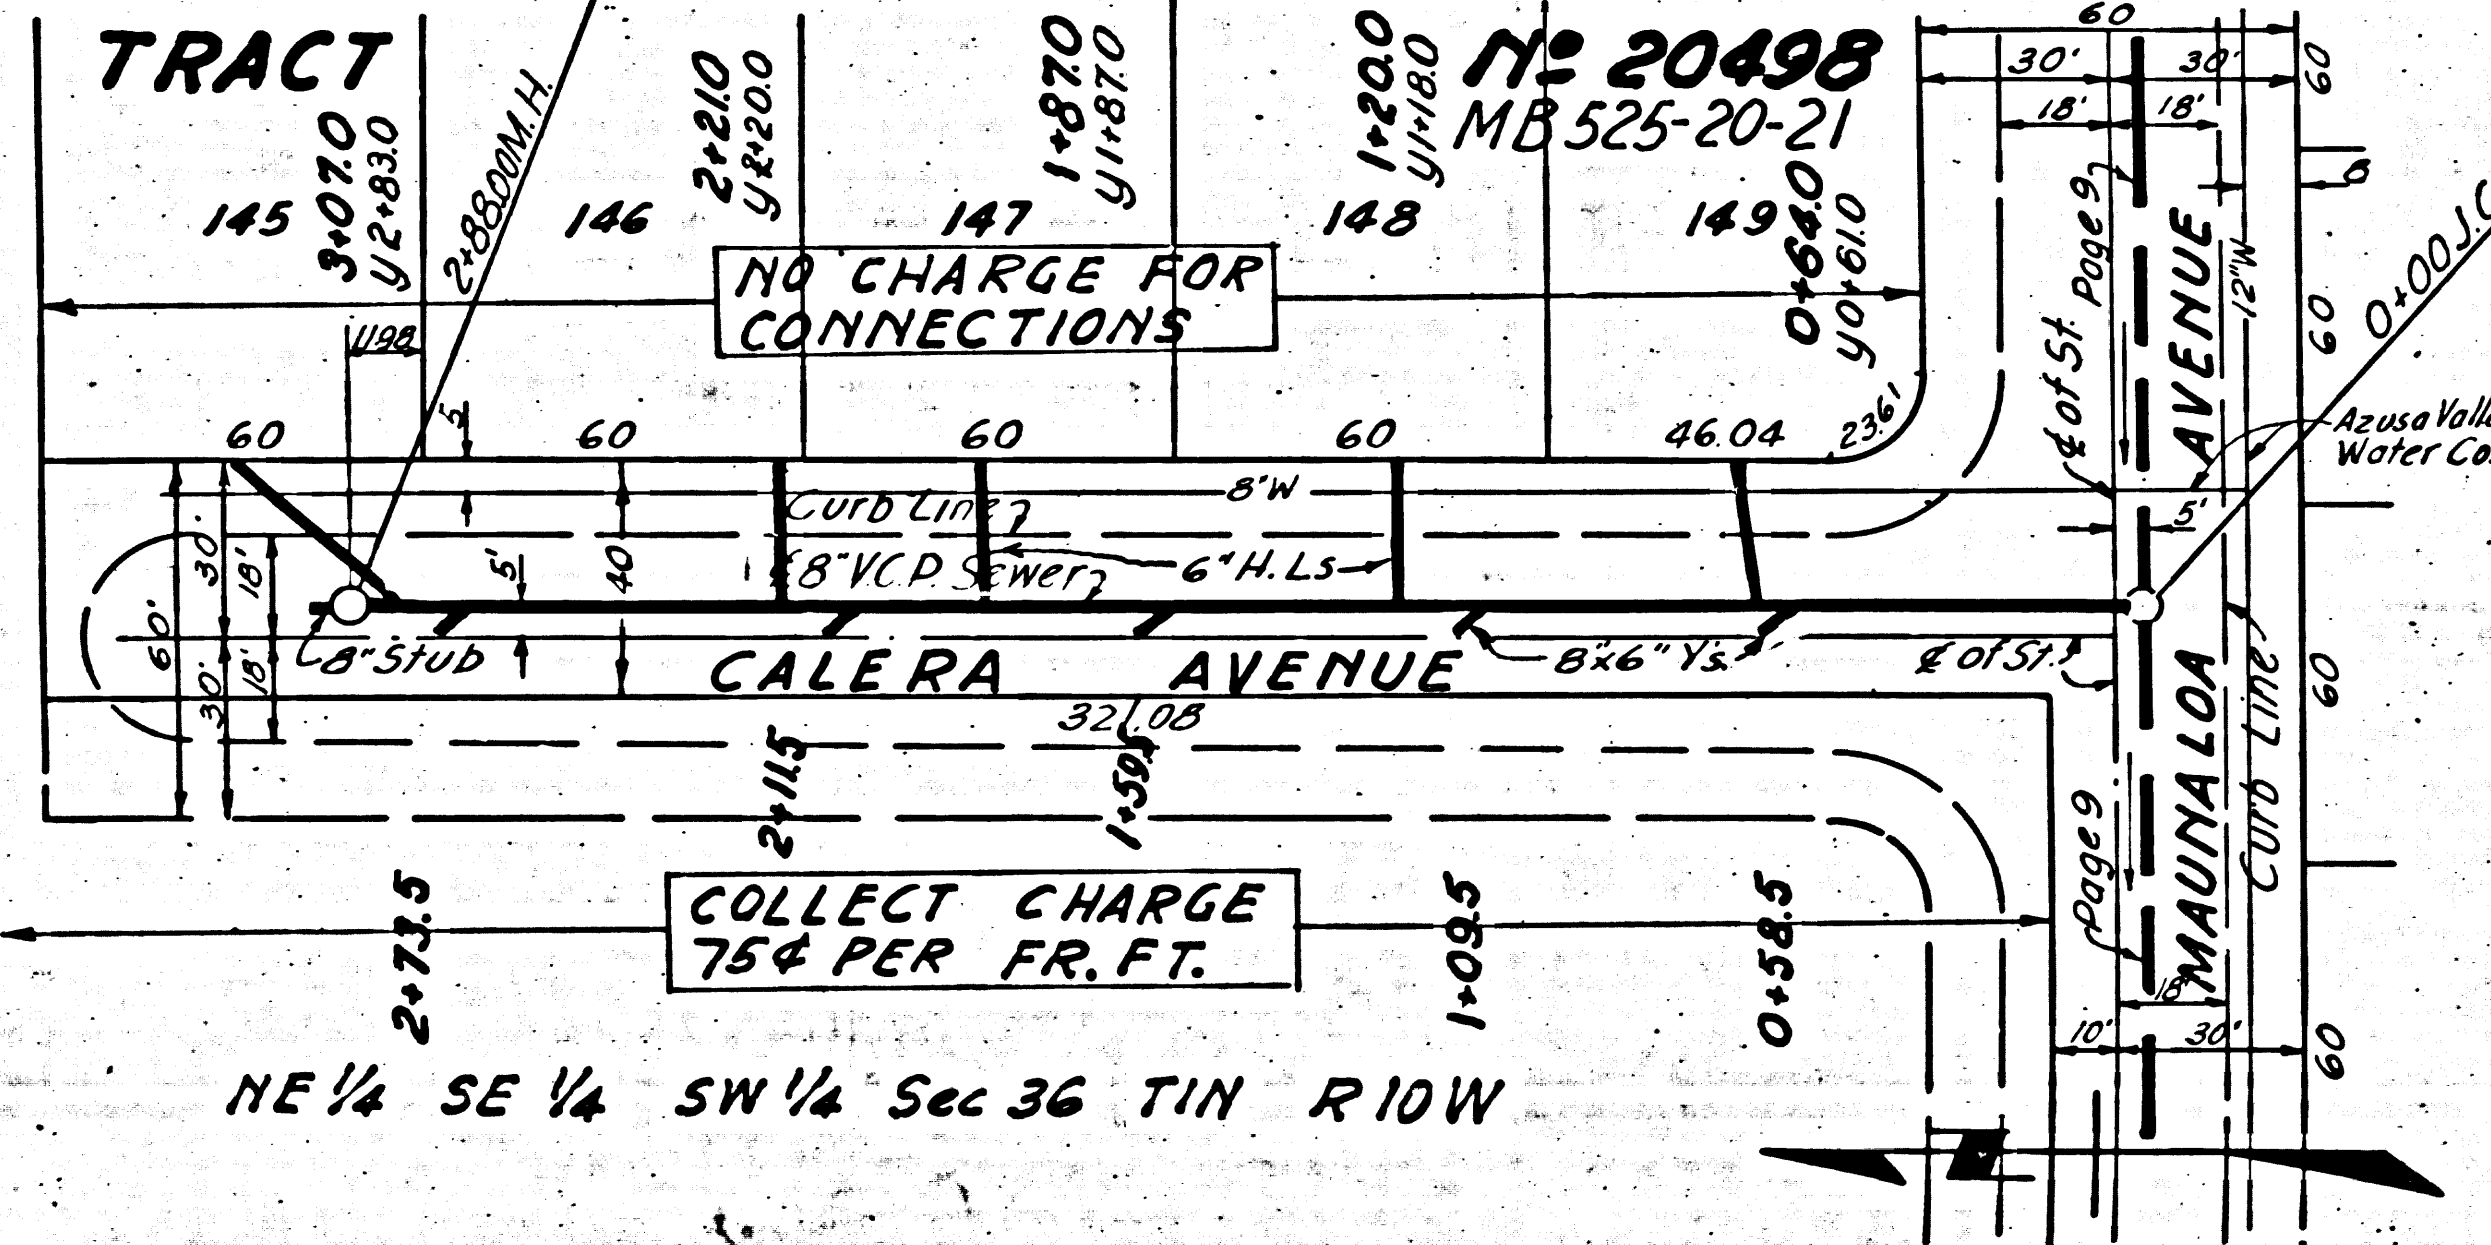 TRACT
Nº 20498
MB 525-20-21
145
146
147
148
149
3+07.0
y2+83.0
2+88.00 M.H.
2+21.0
y2+20.0
1+87.0
y1+87.0
1+20.0
y1+18.0
0+64.0
y0+61.0
NO CHARGE FOR
CONNECTIONS
11.98
5'
60
60
60
60
46.04
23.61
8"W
Curb Line
8" V.C.P. Sewer
6" H.Ls
5'
40
60'
30'
18'
30'
18'
8" Stub
CALERA AVENUE
8"x6" Y's
℄ of St.
321.08
2+11.5
1+59.5
2+73.5
1+09.5
0+58.5
COLLECT CHARGE
75¢ PER FR. FT.
NE 1/4 SE 1/4 SW 1/4 Sec 36 T1N R10W
60
30'
30'
18'
18'
60
Page 9
℄ of St.
AVENUE
12"W
60
0+00 J.C
Azusa Vall
Water Co.
5'
60
MAUNALOA
Curb Line
Page 9
18'
10'
30'
60